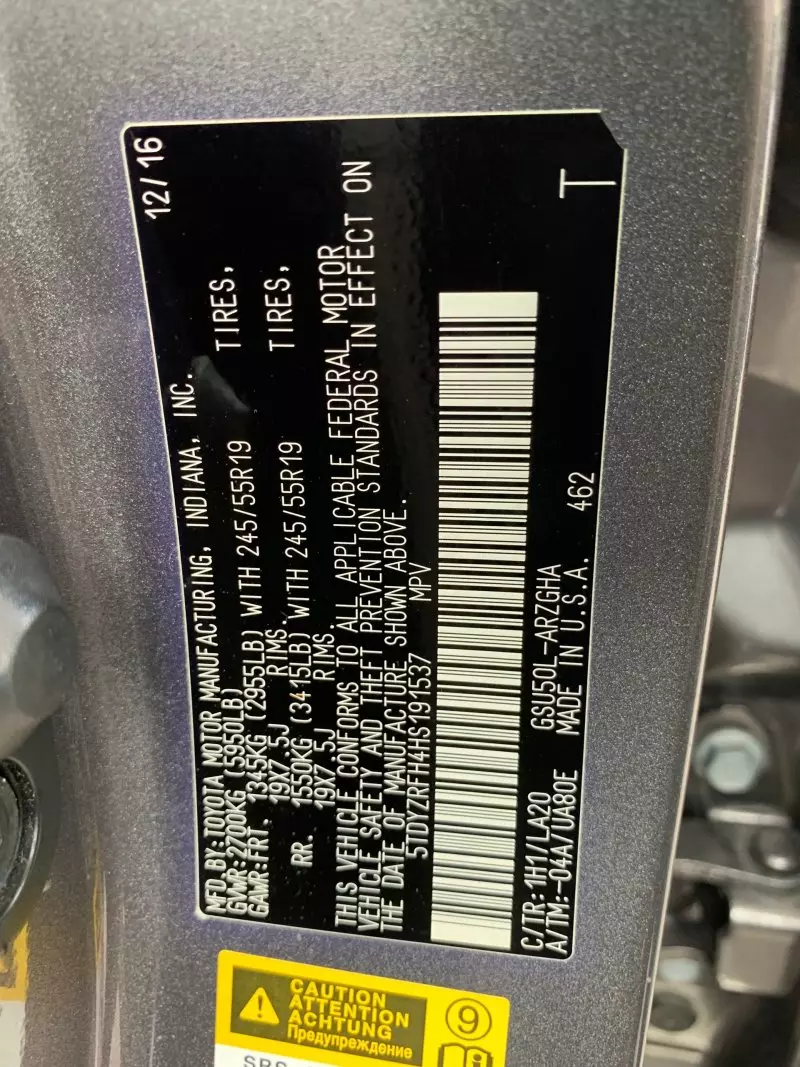 MFD.BY:TOYOTA MOTOR MANUFACTURING, INDIANA, INC. 12/16
GVWR:2700KG (5950LB)
GAWR:FRT. 1345KG (2955LB) WITH 245/55R19 TIRES,
19X7.5J RIMS.
RR. 1550KG (3415LB) WITH 245/55R19 TIRES,
19X7.5J RIMS.
THIS VEHICLE CONFORMS TO ALL APPLICABLE FEDERAL MOTOR
VEHICLE SAFETY AND THEFT PREVENTION STANDARDS IN EFFECT ON
THE DATE OF MANUFACTURE SHOWN ABOVE.
5TDYZRFH4HS191537 MPV
C/TR:1H1/LA20 GSU50L-ARZGHA
A/TM:-04A/UA80E MADE IN U.S.A. 462
T
CAUTION
ATTENTION
ACHTUNG
Предупреждение
9
SRS